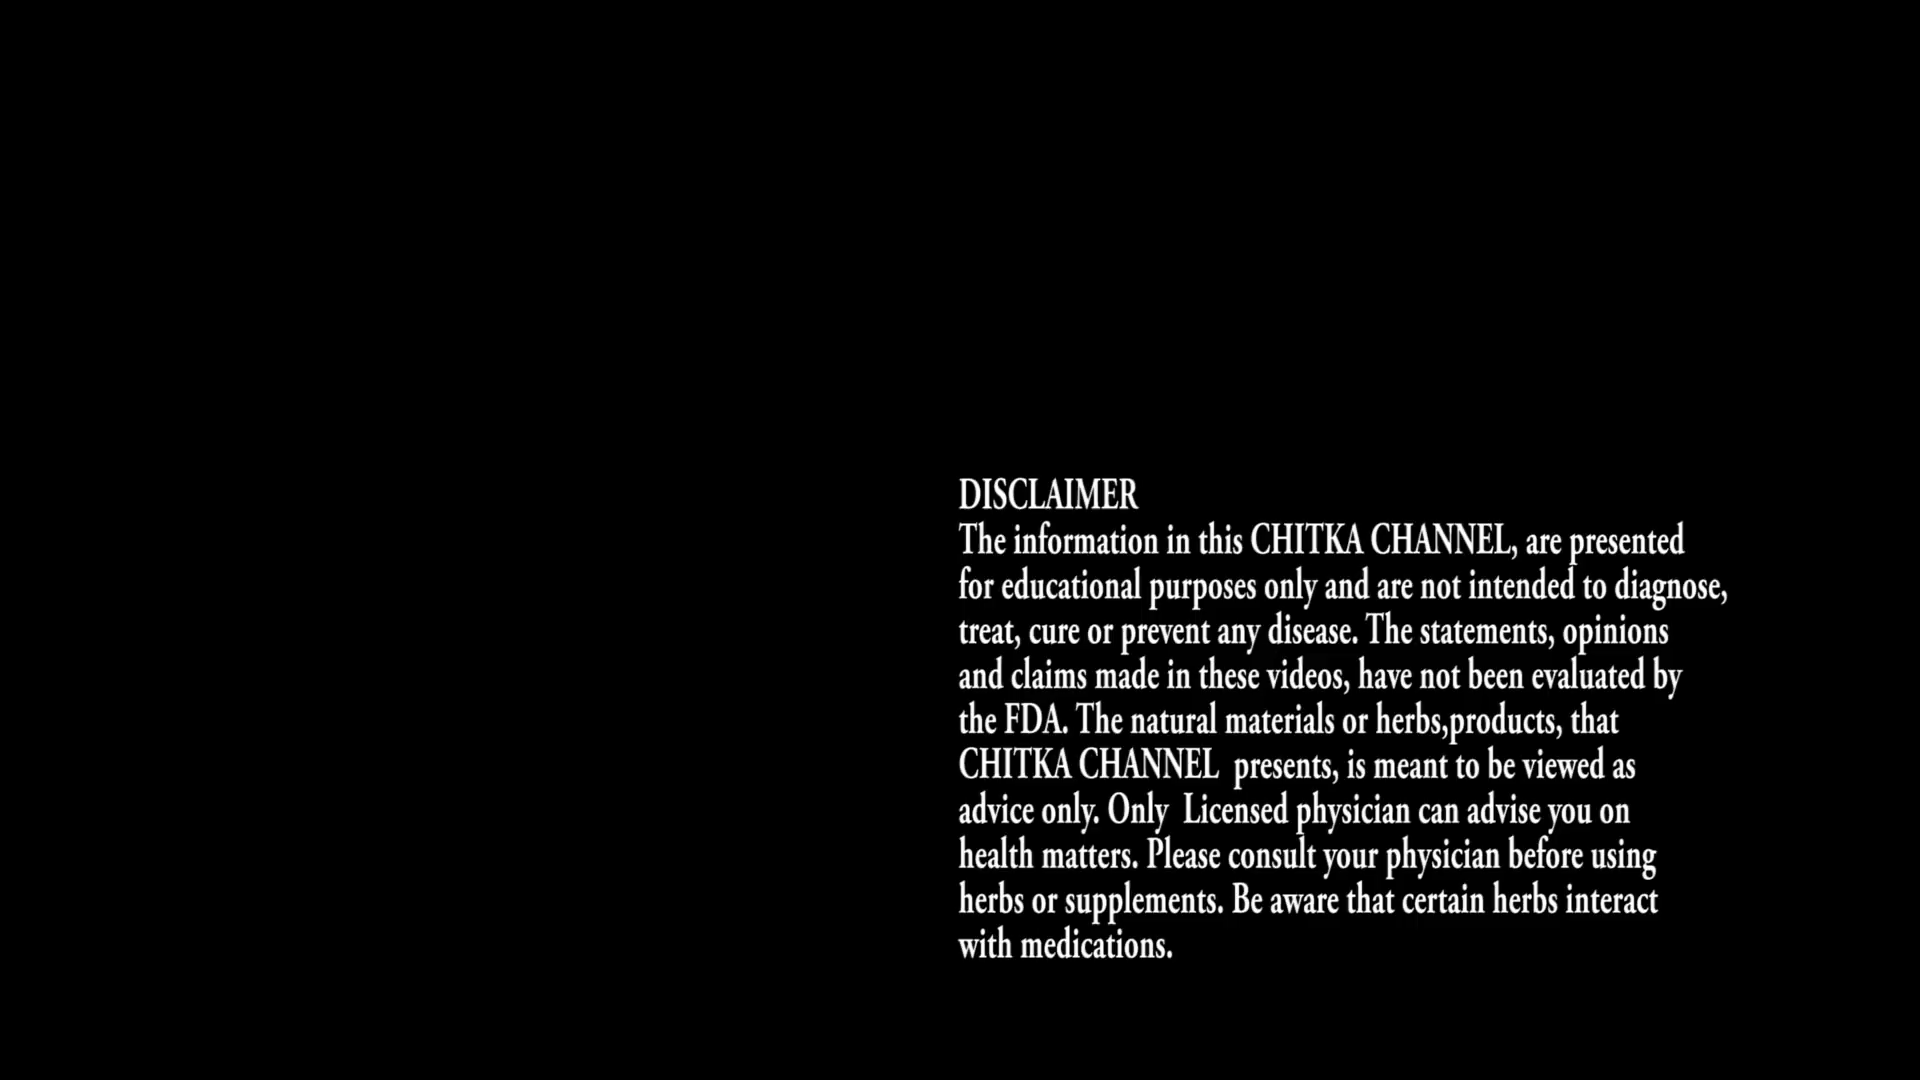 DISCLAIMER
The information in this CHITKA CHANNEL, are presented
for educational purposes only and are not intended to diagnose,
treat, cure or prevent any disease. The statements, opinions
and claims made in these videos, have not been evaluated by
the FDA. The natural materials or herbs,products, that
CHITKA CHANNEL  presents, is meant to be viewed as
advice only. Only  Licensed physician can advise you on
health matters. Please consult your physician before using
herbs or supplements. Be aware that certain herbs interact
with medications.